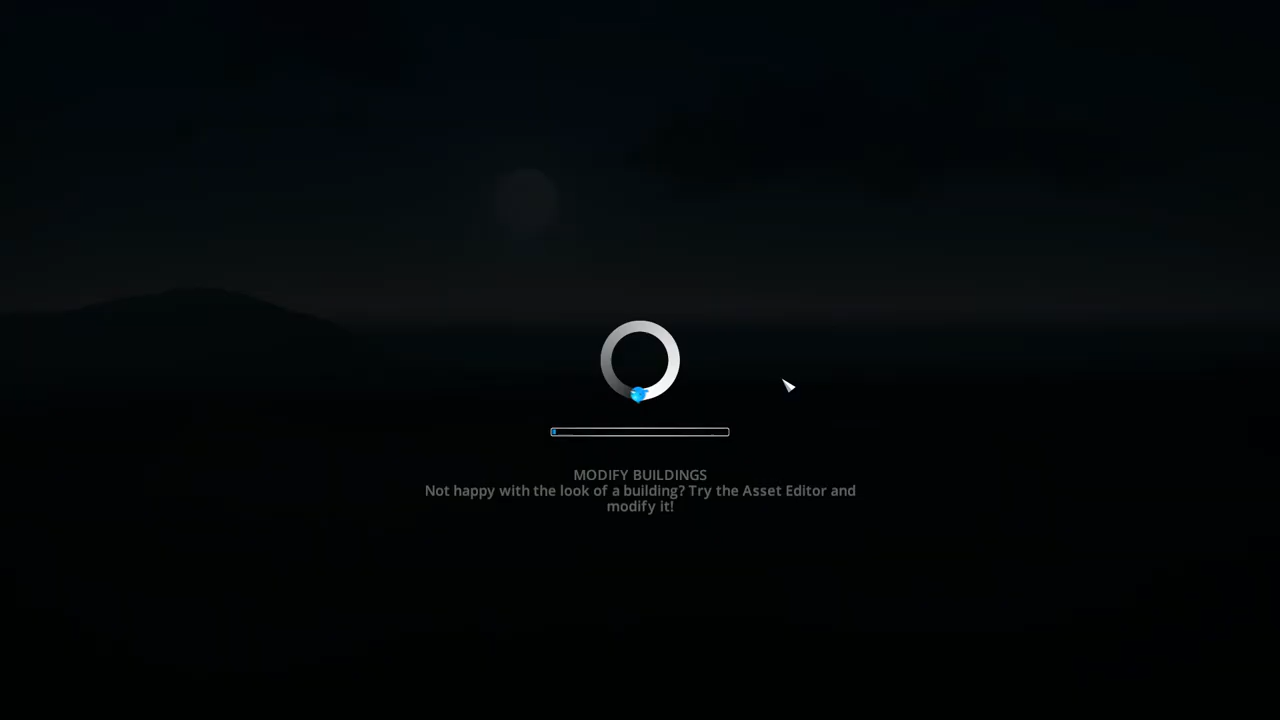 MODIFY BUILDINGS
Not happy with the look of a building? Try the Asset Editor and
modify it!